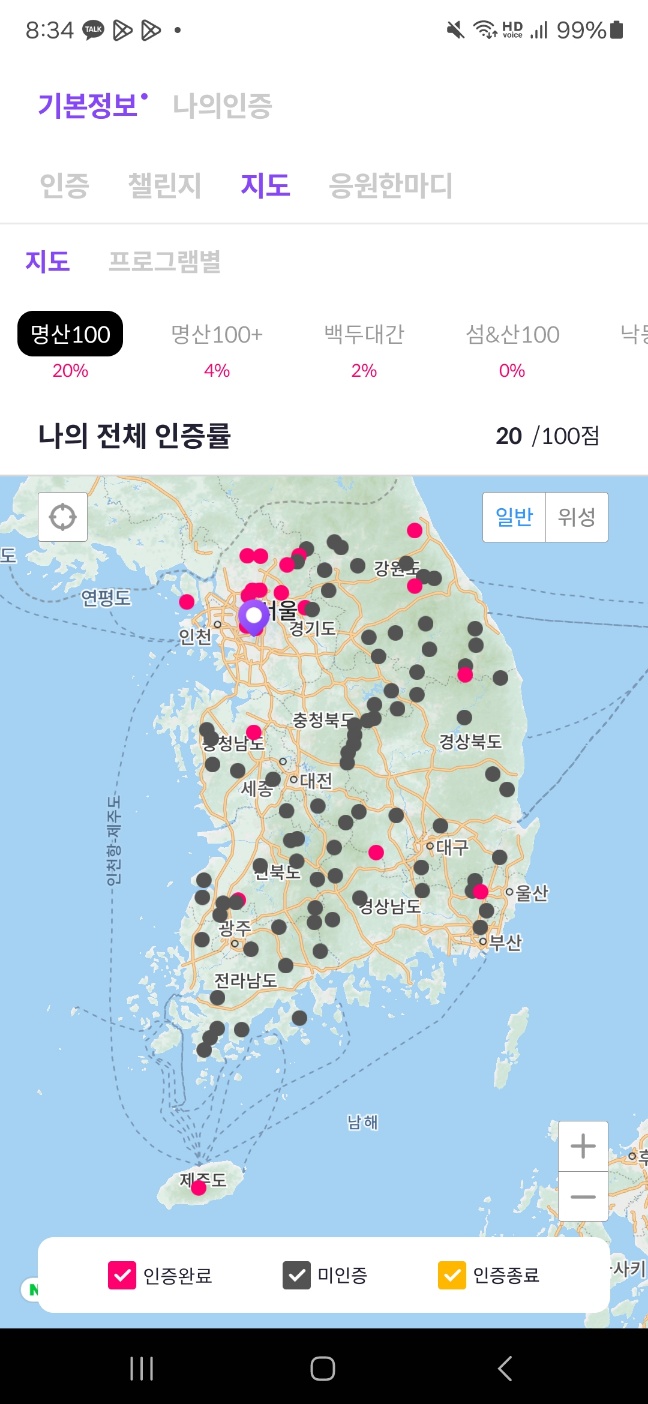 8:34 TALK HD voice 99%
기본정보 나의인증
인증 챌린지 지도 응원한마디
지도 프로그램별
명산100 명산100+ 백두대간 섬&산100
20% 4% 2% 0%
나의 전체 인증률 20 /100점
일반 위성
강원도
연평도
서울
인천 경기도
충청북도
충청남도 경상북도
세종 대전
인천항-제주도
대구
전북도
울산
경상남도
광주
부산
전라남도
남해
제주도
인증완료 미인증 인증종료
N